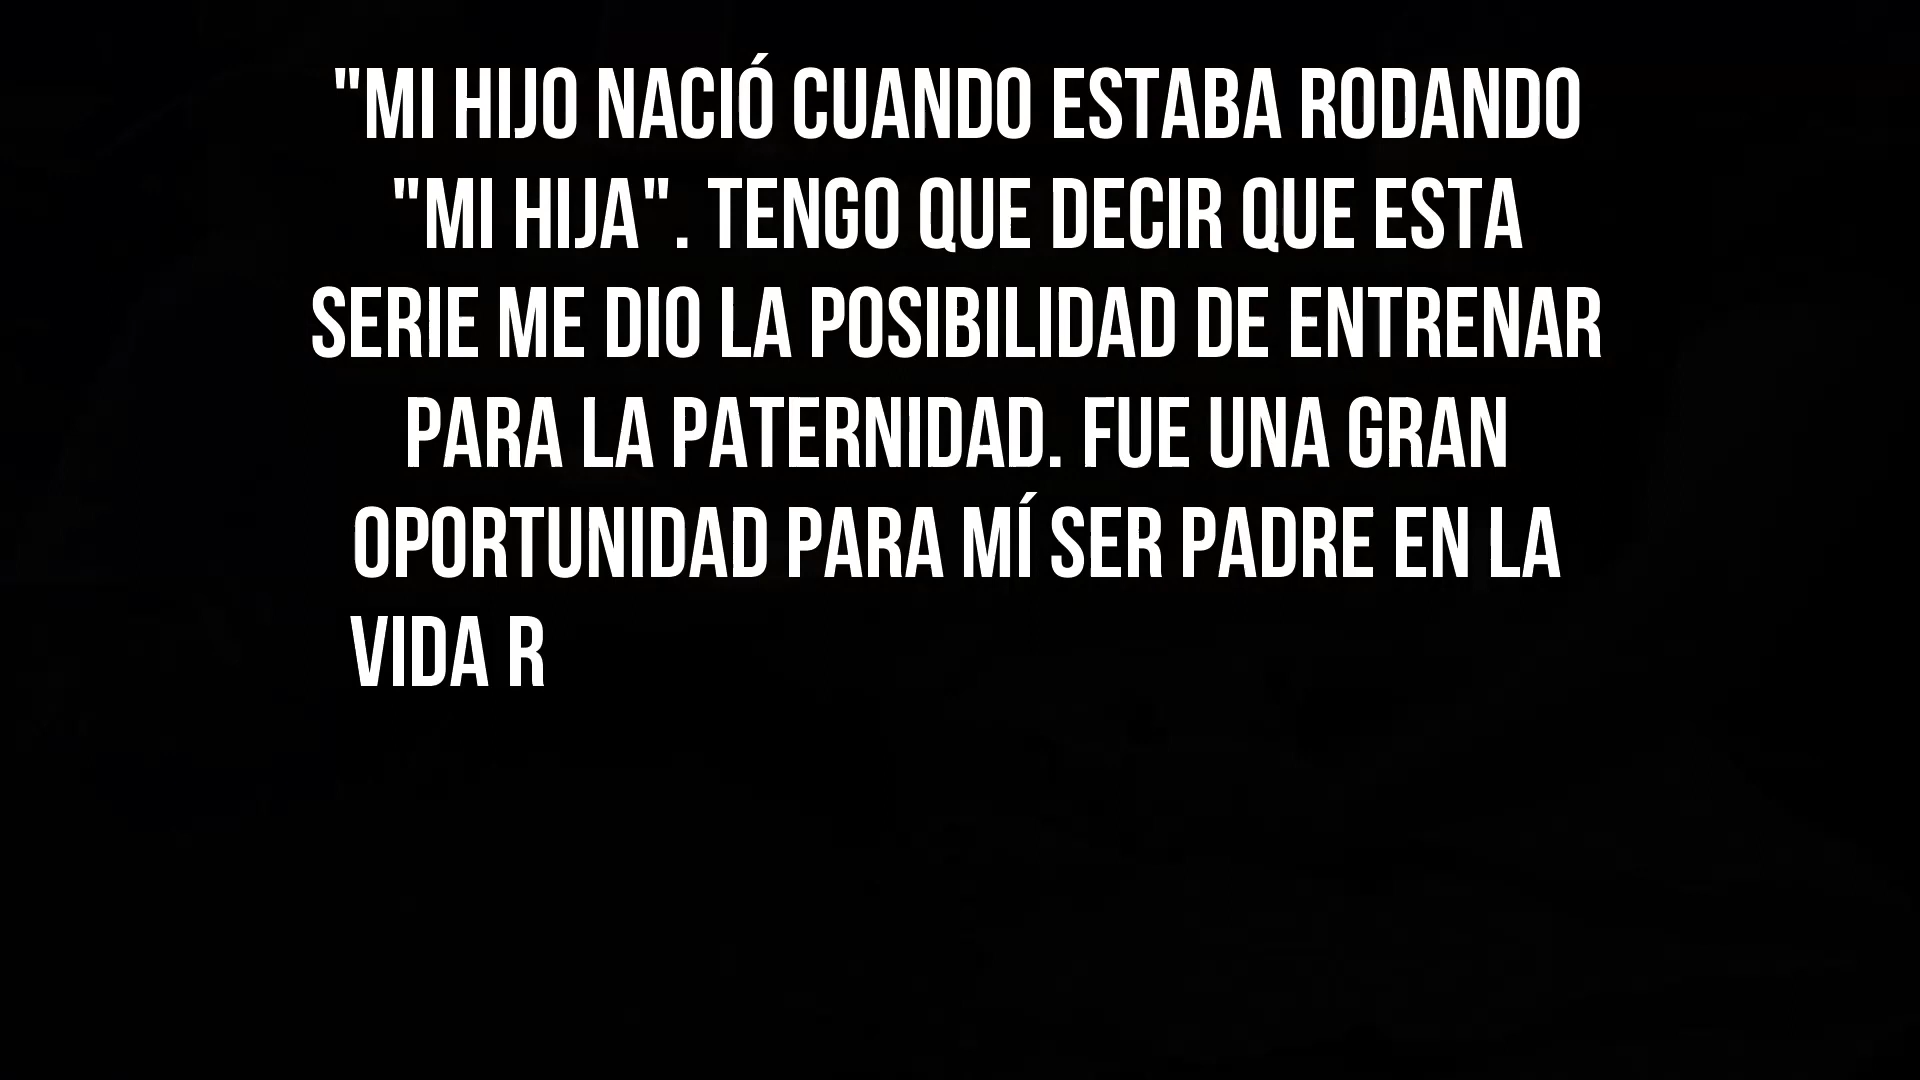 "MI HIJO NACIÓ CUANDO ESTABA RODANDO
"MI HIJA". TENGO QUE DECIR QUE ESTA
SERIE ME DIO LA POSIBILIDAD DE ENTRENAR
PARA LA PATERNIDAD. FUE UNA GRAN
OPORTUNIDAD PARA MÍ SER PADRE EN LA
VIDA R